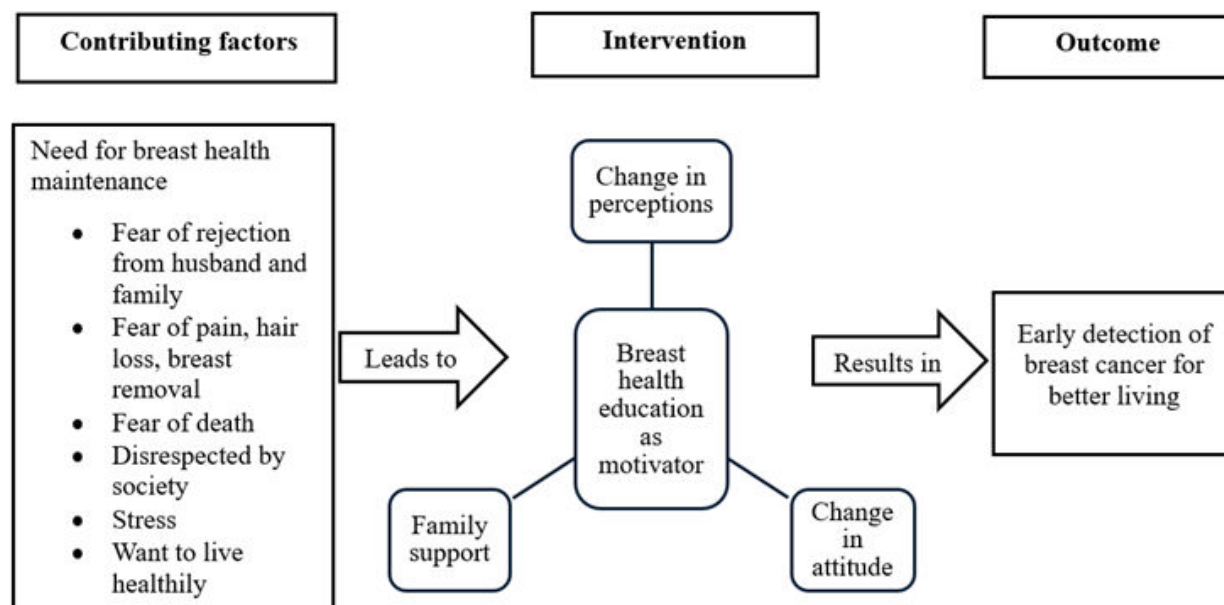 Contributing factors
Intervention
Outcome
Need for breast health
maintenance
• Fear of rejection
from husband and
family
• Fear of pain, hair
loss, breast
removal
• Fear of death
• Disrespected by
society
• Stress
• Want to live
healthily
Leads to
Change in
perceptions
Breast
health
education
as
motivator
Family
support
Change
in
attitude
Results in
Early detection of
breast cancer for
better living